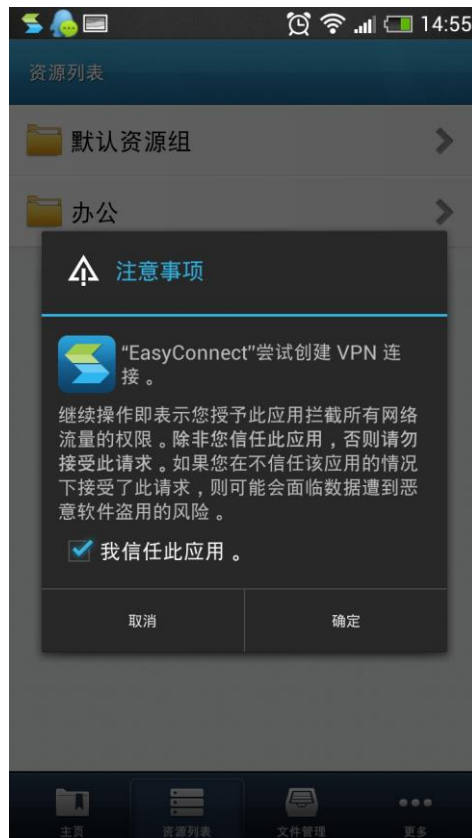 14:55
资源列表
默认资源组
办公
注意事项
“EasyConnect”尝试创建 VPN 连
接。
继续操作即表示您授予此应用拦截所有网络
流量的权限。除非您信任此应用，否则请勿
接受此请求。如果您在不信任该应用的情况
下接受了此请求，则可能会面临数据遭到恶
意软件盗用的风险。
我信任此应用。
取消
确定
主页
资源列表
文件管理
更多